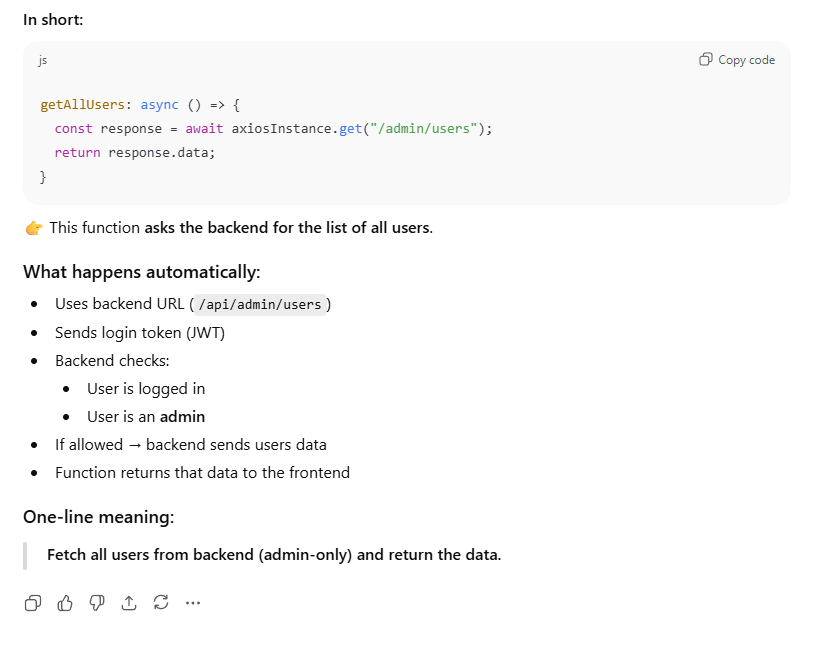 In short:
js
Copy code
getAllUsers: async () => {
  const response = await axiosInstance.get("/admin/users");
  return response.data;
}
👉 This function asks the backend for the list of all users.
What happens automatically:
• Uses backend URL (/api/admin/users)
• Sends login token (JWT)
• Backend checks:
• User is logged in
• User is an admin
• If allowed → backend sends users data
• Function returns that data to the frontend
One-line meaning:
Fetch all users from backend (admin-only) and return the data.